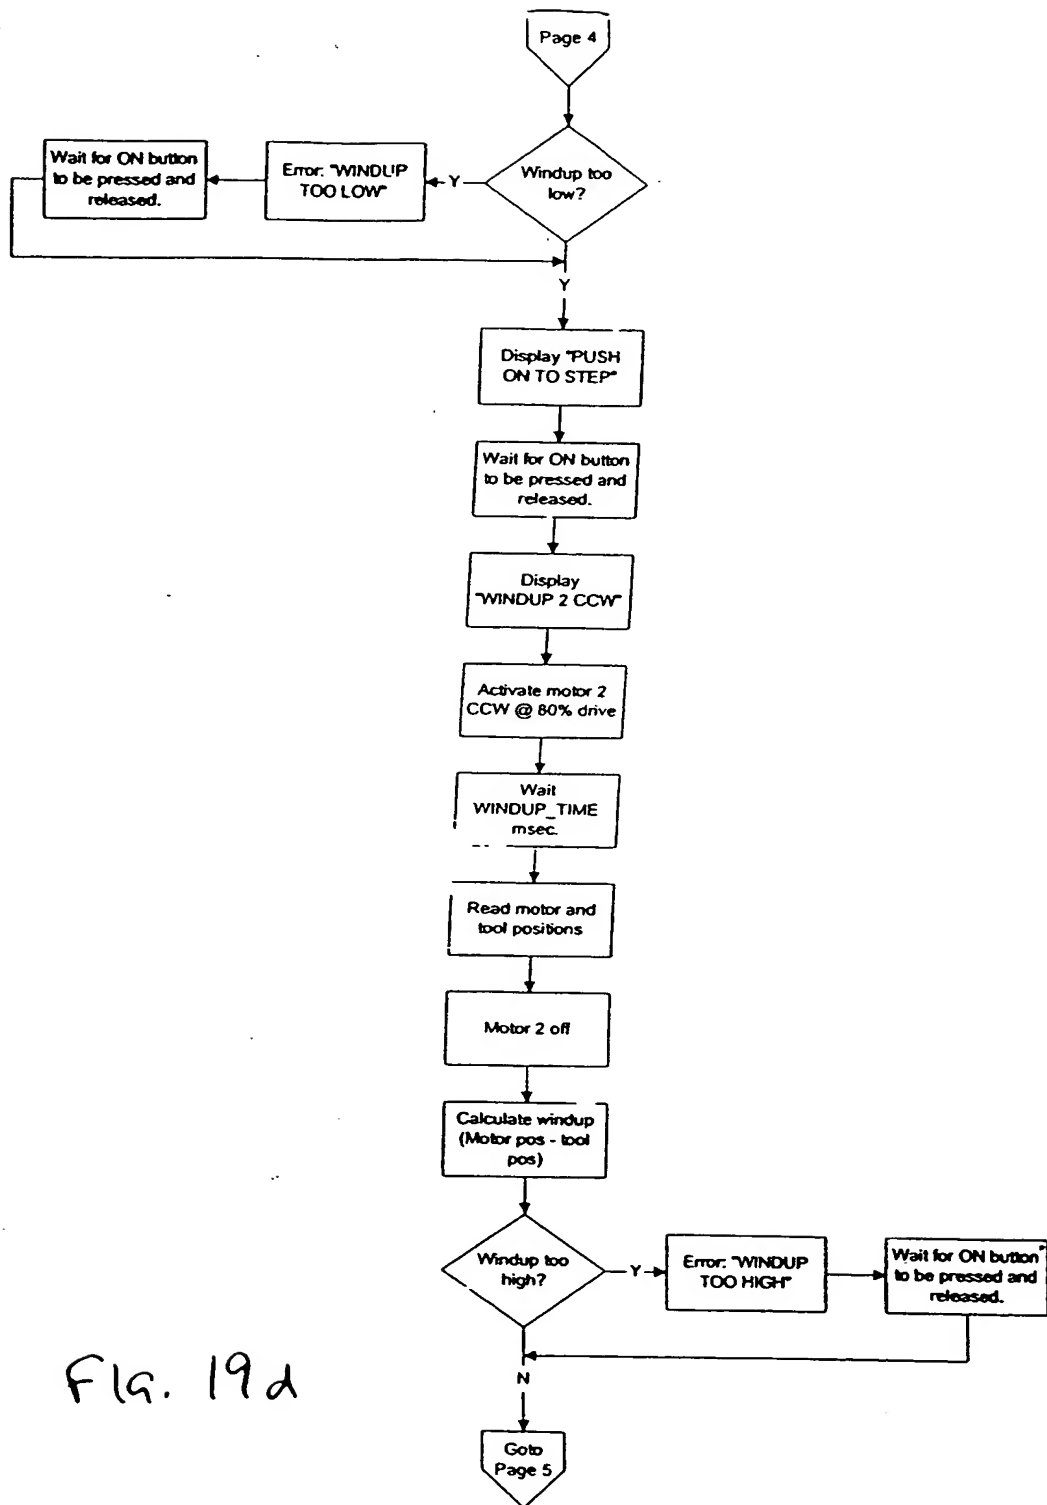 Page 4
Windup too
low?
Y
Error: "WINDUP
TOO LOW"
Wait for ON button
to be pressed and
released.
Y
Display "PUSH
ON TO STEP"
Wait for ON button
to be pressed and
released.
Display
"WINDUP 2 CCW"
Activate motor 2
CCW @ 80% drive
Wait
WINDUP_TIME
msec.
Read motor and
tool positions
Motor 2 off
Calculate windup
(Motor pos - tool
pos)
Windup too
high?
Y
Error: "WINDUP
TOO HIGH"
Wait for ON button
to be pressed and
released.
N
Goto
Page 5
FIG. 19d